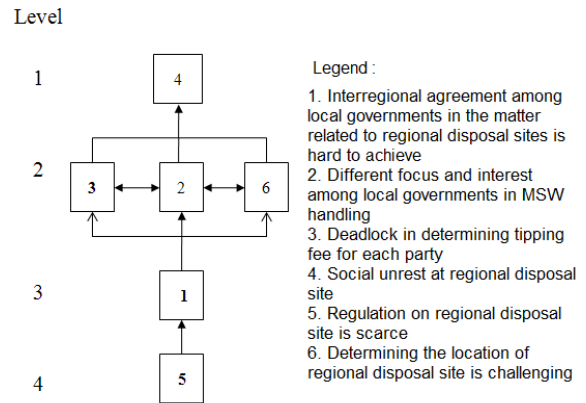 Level
1
4
2
3
2
6
3
1
4
5
Legend :
1. Interregional agreement among
local governments in the matter
related to regional disposal sites is
hard to achieve
2. Different focus and interest
among local governments in MSW
handling
3. Deadlock in determining tipping
fee for each party
4. Social unrest at regional disposal
site
5. Regulation on regional disposal
site is scarce
6. Determining the location of
regional disposal site is challenging